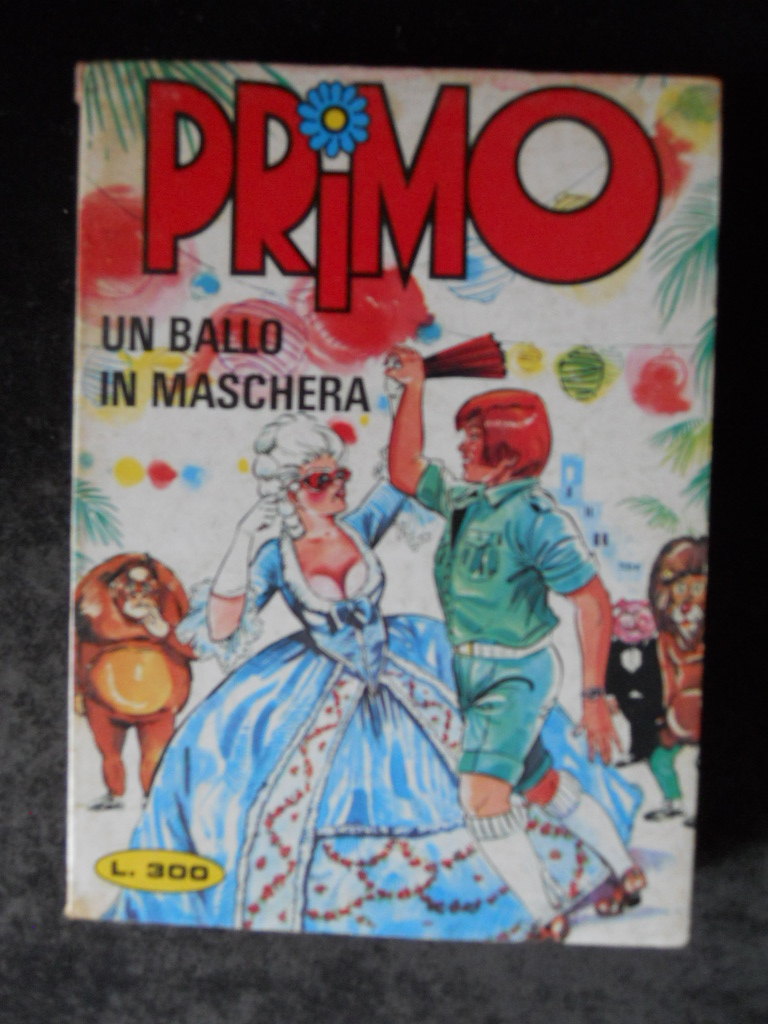 PRiMO
UN BALLO
IN MASCHERA
L. 300